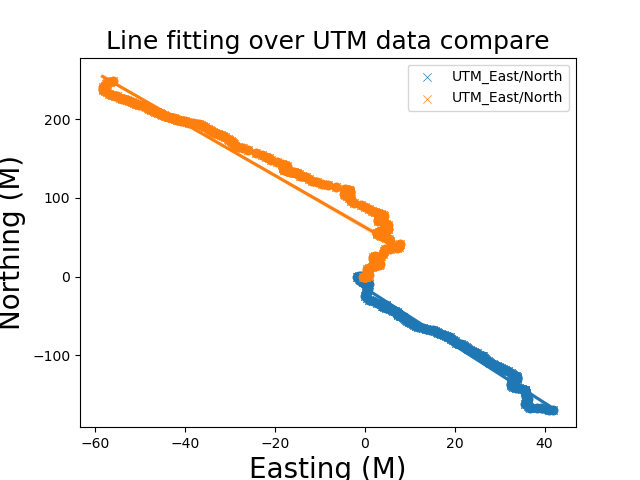 Line fitting over UTM data compare
UTM_East/North
UTM_East/North
200
100
0
−100
−60
−40
−20
0
20
40
Northing (M)
Easting (M)